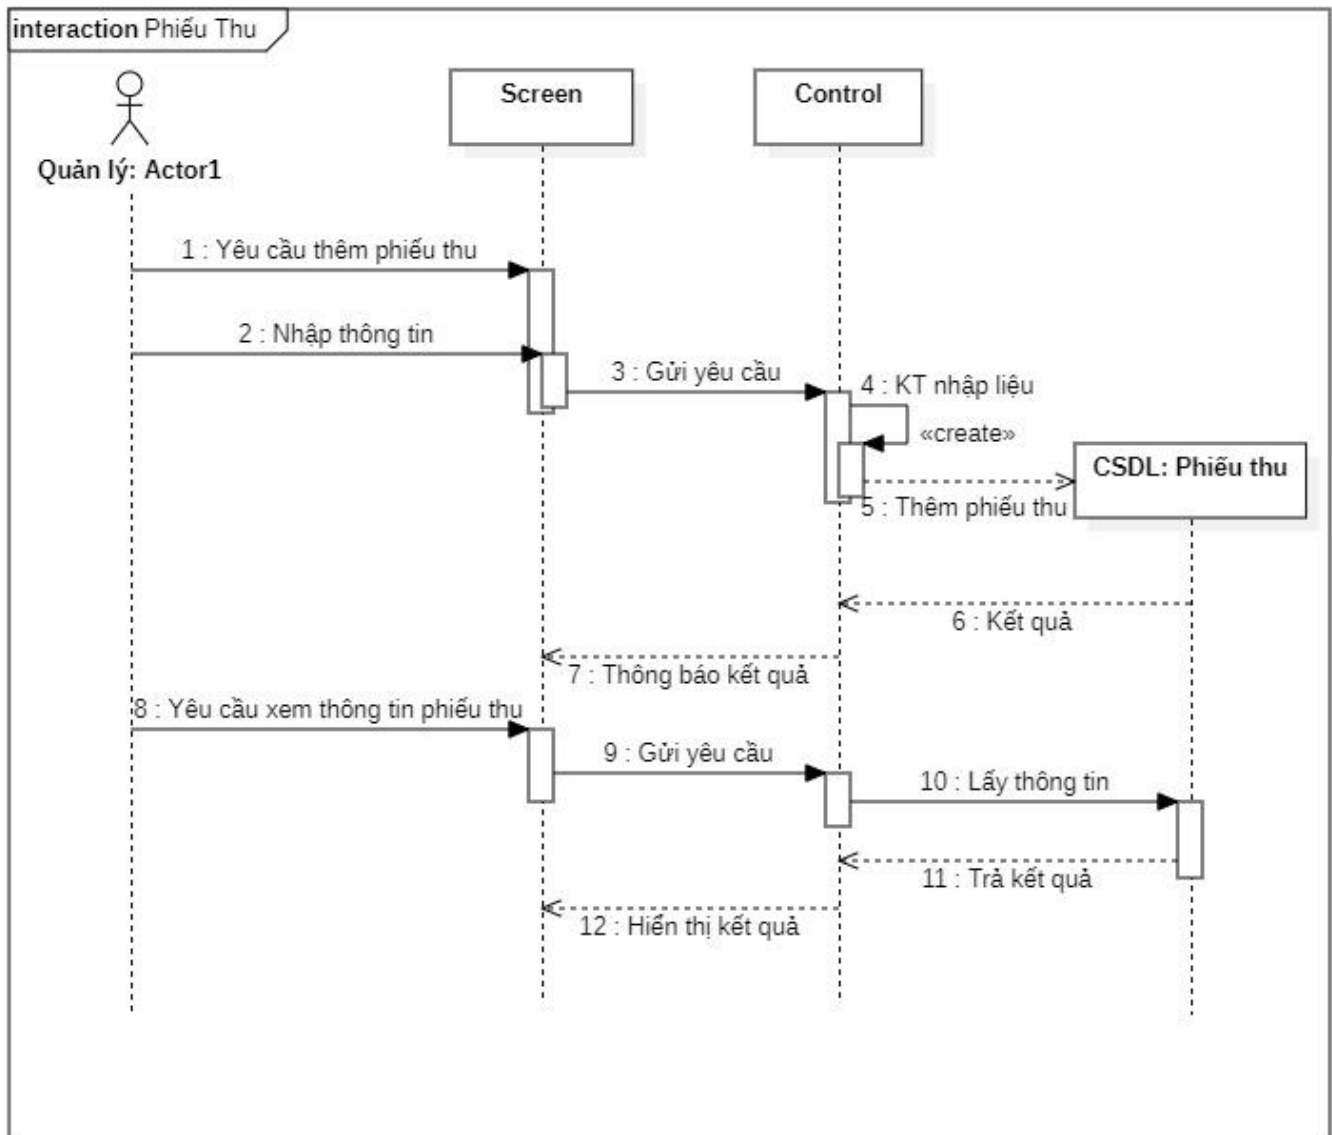 interaction Phiếu Thu
Screen
Control
Quản lý: Actor1
1 : Yêu cầu thêm phiếu thu
2 : Nhập thông tin
3 : Gửi yêu cầu
4 : KT nhập liệu
«create»
CSDL: Phiếu thu
5 : Thêm phiếu thu
6 : Kết quả
7 : Thông báo kết quả
8 : Yêu cầu xem thông tin phiếu thu
9 : Gửi yêu cầu
10 : Lấy thông tin
11 : Trả kết quả
12 : Hiển thị kết quả